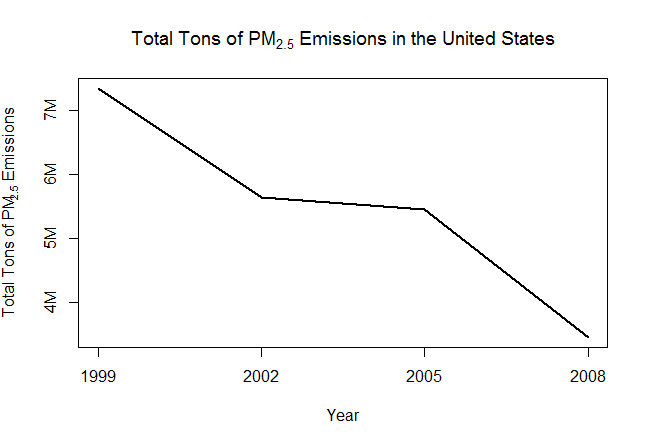 Total Tons of PM2.5 Emissions in the United States
Total Tons of PM2.5 Emissions
7M
6M
5M
4M
1999 2002 2005 2008
Year